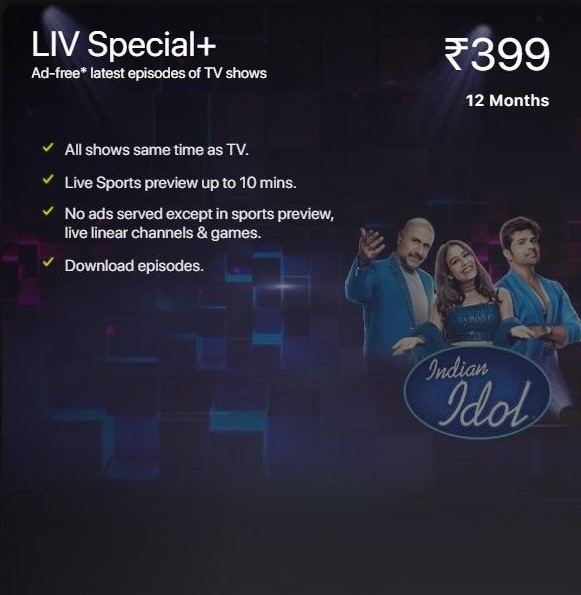 LIV Special+
Ad-free* latest episodes of TV shows
₹399
12 Months
All shows same time as TV.
Live Sports preview up to 10 mins.
No ads served except in sports preview,
live linear channels & games.
Download episodes.
Indian
Idol